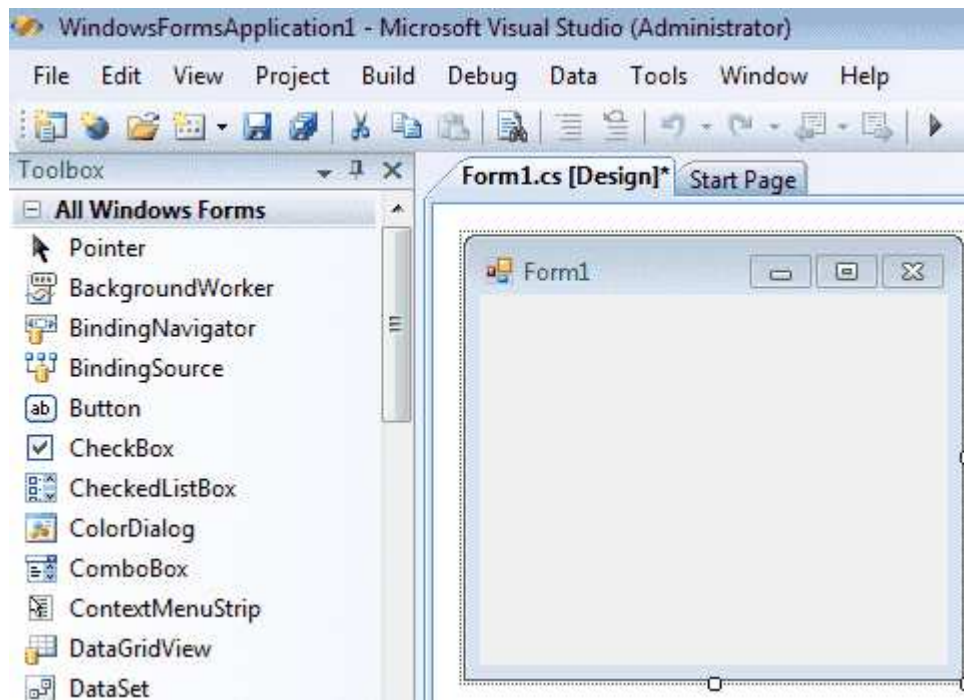 WindowsFormsApplication1 - Microsoft Visual Studio (Administrator)
File Edit View Project Build Debug Data Tools Window Help
Toolbox
Form1.cs [Design]* Start Page
All Windows Forms
Form1
Pointer
BackgroundWorker
BindingNavigator
BindingSource
ab Button
CheckBox
CheckedListBox
ColorDialog
ComboBox
ContextMenuStrip
DataGridView
DataSet